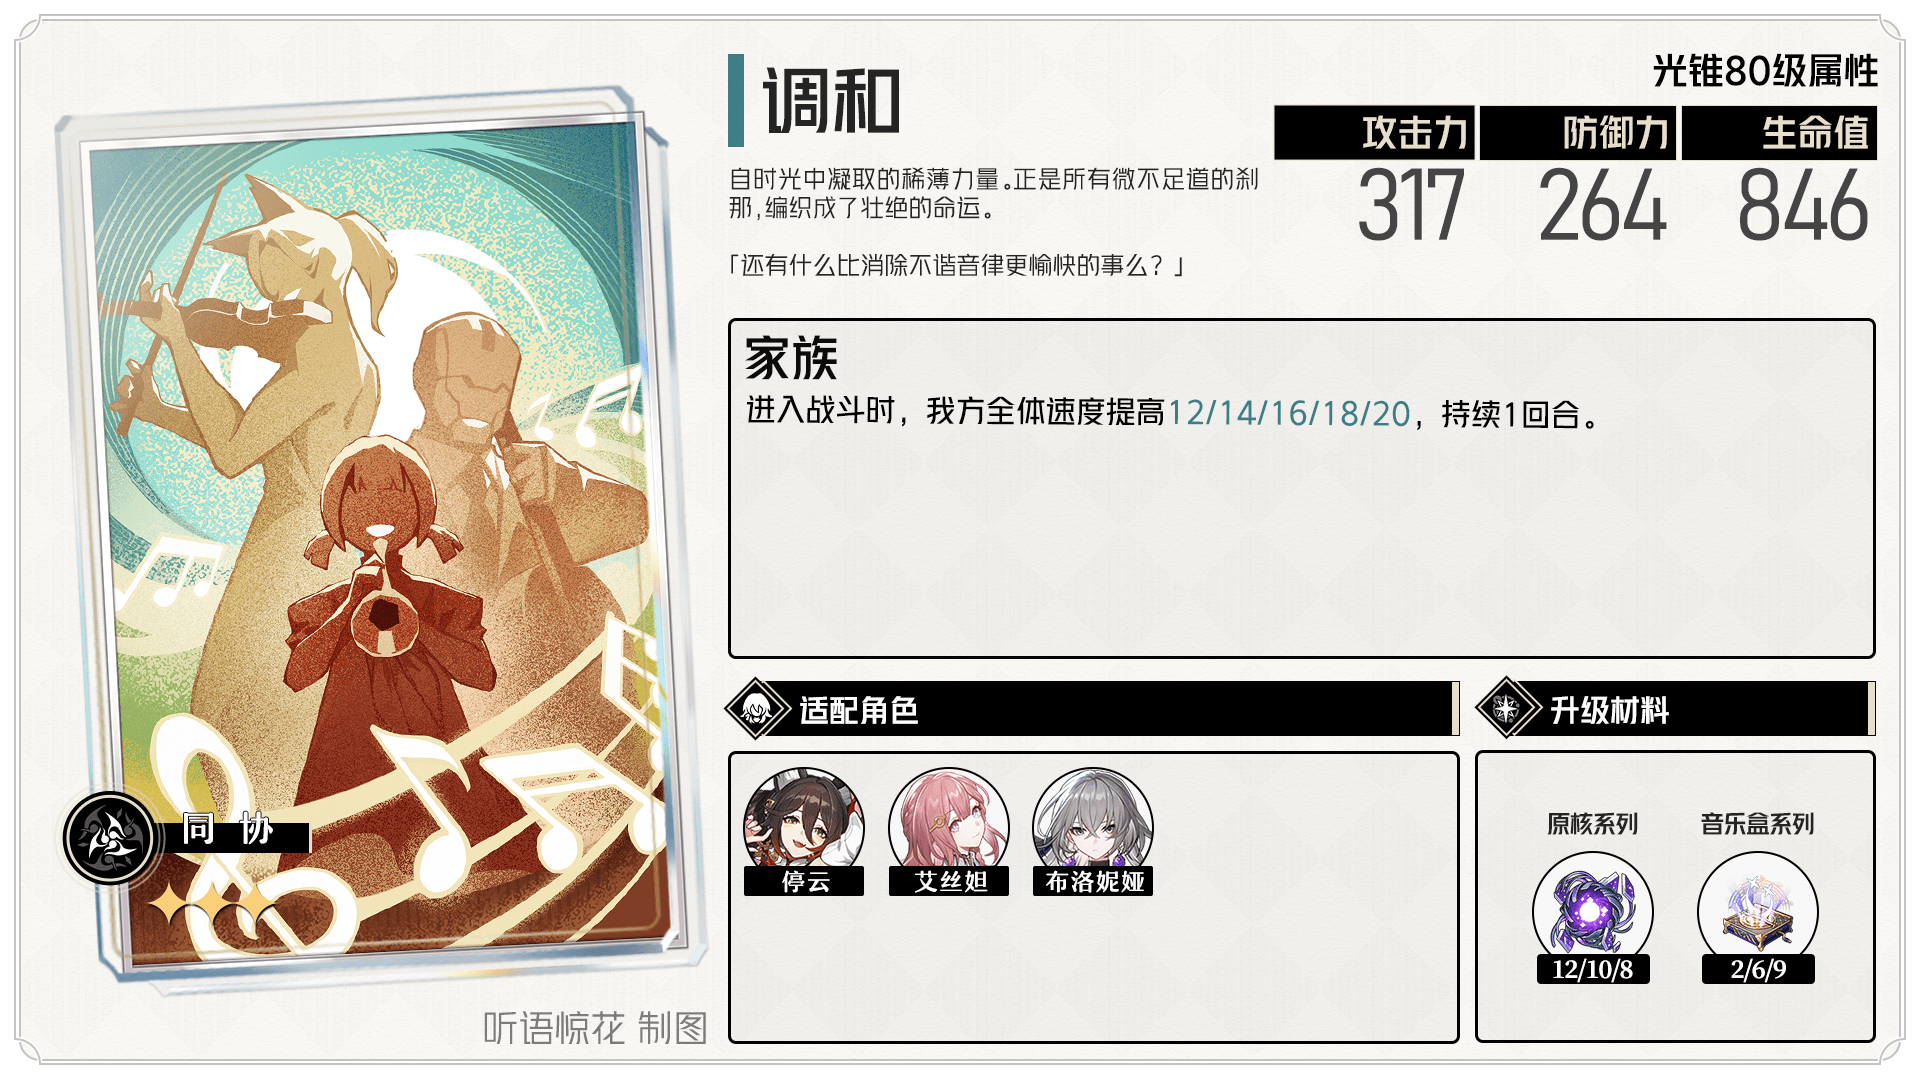 调和
自时光中凝取的稀薄力量。正是所有微不足道的刹
那,编织成了壮绝的命运。
「还有什么比消除不谐音律更愉快的事么？」
光锥80级属性
攻击力 防御力 生命值
317 264 846
家族
进入战斗时，我方全体速度提高12/14/16/18/20，持续1回合。
同 协
适配角色
停云 艾丝妲 布洛妮娅
升级材料
原核系列 音乐盒系列
12/10/8 2/6/9
听语惊花 制图